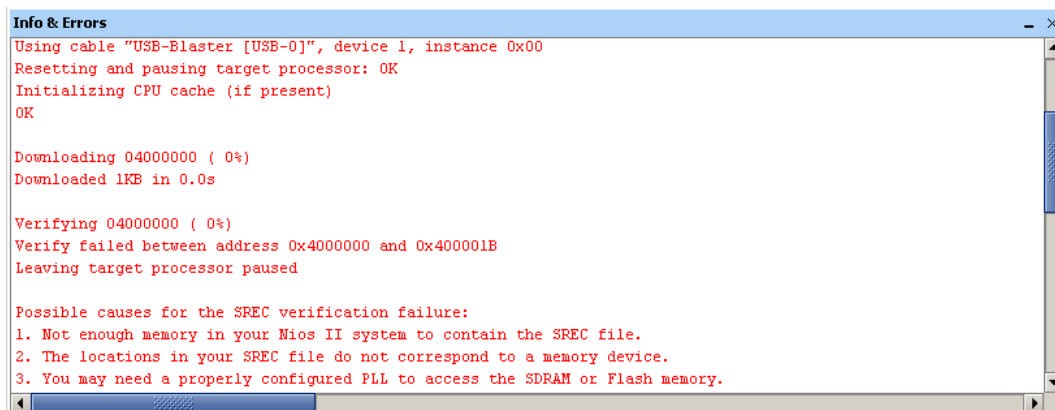 Info & Errors
Using cable "USB-Blaster [USB-0]", device 1, instance 0x00
Resetting and pausing target processor: OK
Initializing CPU cache (if present)
OK
Downloading 04000000 ( 0%)
Downloaded 1KB in 0.0s
Verifying 04000000 ( 0%)
Verify failed between address 0x4000000 and 0x400001B
Leaving target processor paused
Possible causes for the SREC verification failure:
1. Not enough memory in your Nios II system to contain the SREC file.
2. The locations in your SREC file do not correspond to a memory device.
3. You may need a properly configured PLL to access the SDRAM or Flash memory.